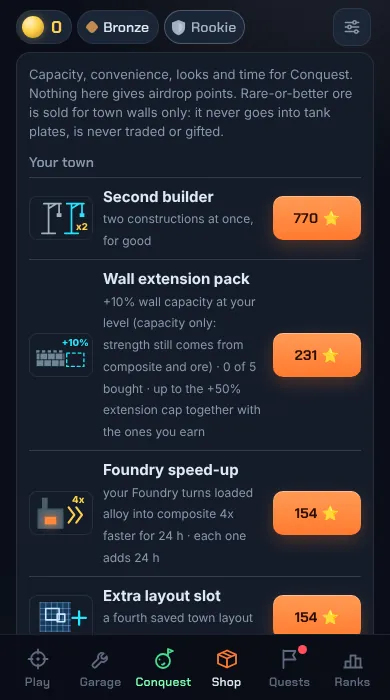 0
Bronze
Rookie
Capacity, convenience, looks and time for Conquest.
Nothing here gives airdrop points. Rare-or-better ore
is sold for town walls only: it never goes into tank
plates, is never traded or gifted.
Your town
x2
Second builder
two constructions at once,
for good
770
+10%
Wall extension pack
+10% wall capacity at your
level (capacity only:
strength still comes from
composite and ore) · 0 of 5
bought · up to the +50%
extension cap together with
the ones you earn
231
4x
Foundry speed-up
your Foundry turns loaded
alloy into composite 4x
faster for 24 h · each one
adds 24 h
154
Extra layout slot
a fourth saved town layout
154
Play
Garage
Conquest
Shop
Quests
Ranks